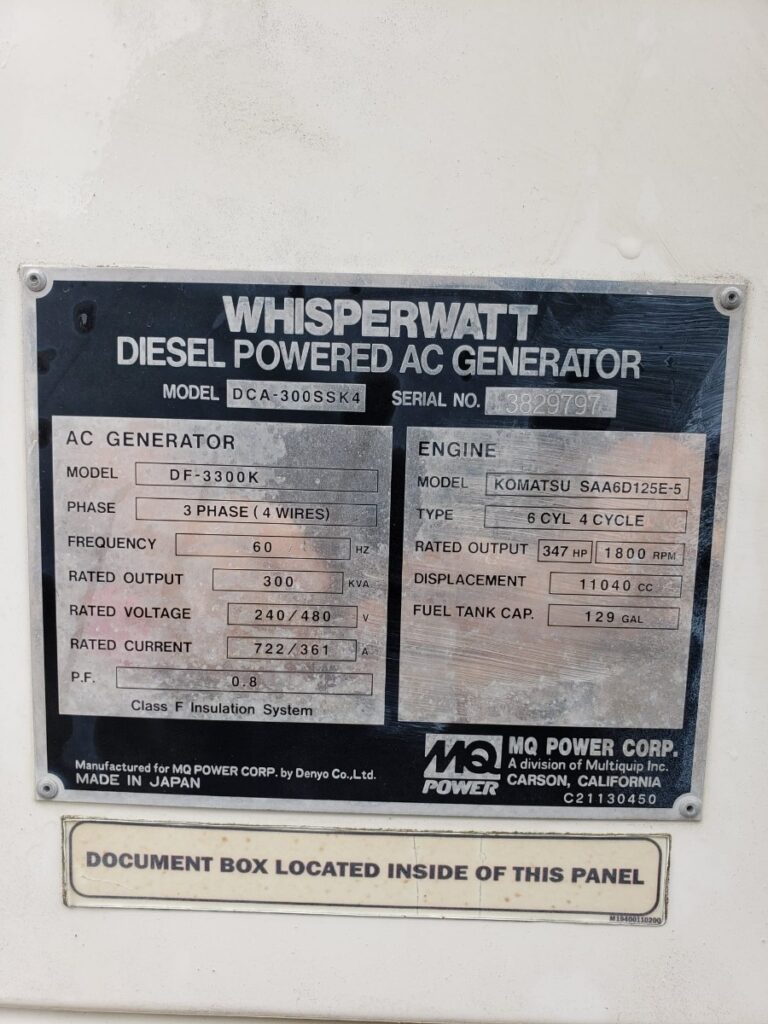 WHISPERWATT
DIESEL POWERED AC GENERATOR
MODEL DCA-300SSK4 SERIAL NO. 3829797
AC GENERATOR
MODEL DF-3300K
PHASE 3 PHASE (4 WIRES)
FREQUENCY 60 HZ
RATED OUTPUT 300 KVA
RATED VOLTAGE 240/480 V
RATED CURRENT 722/361 A
P.F. 0.8
Class F Insulation System
ENGINE
MODEL KOMATSU SAA6D125E-5
TYPE 6 CYL 4 CYCLE
RATED OUTPUT 347 HP 1800 RPM
DISPLACEMENT 11040 CC
FUEL TANK CAP. 129 GAL
Manufactured for MQ POWER CORP. by Denyo Co., Ltd.
MADE IN JAPAN
MQ
POWER
MQ POWER CORP.
A division of Multiquip Inc.
CARSON, CALIFORNIA
C21130450
DOCUMENT BOX LOCATED INSIDE OF THIS PANEL